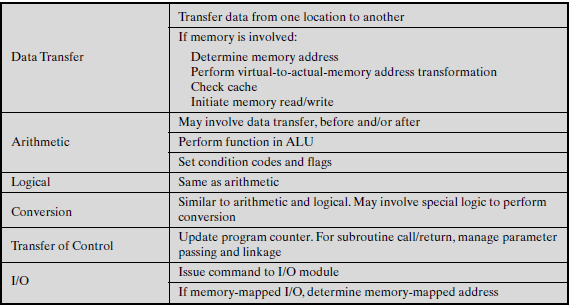 Data Transfer
Transfer data from one location to another
If memory is involved:
Determine memory address
Perform virtual-to-actual-memory address transformation
Check cache
Initiate memory read/write
Arithmetic
May involve data transfer, before and/or after
Perform function in ALU
Set condition codes and flags
Logical
Same as arithmetic
Conversion
Similar to arithmetic and logical. May involve special logic to perform
conversion
Transfer of Control
Update program counter. For subroutine call/return, manage parameter
passing and linkage
I/O
Issue command to I/O module
If memory-mapped I/O, determine memory-mapped address